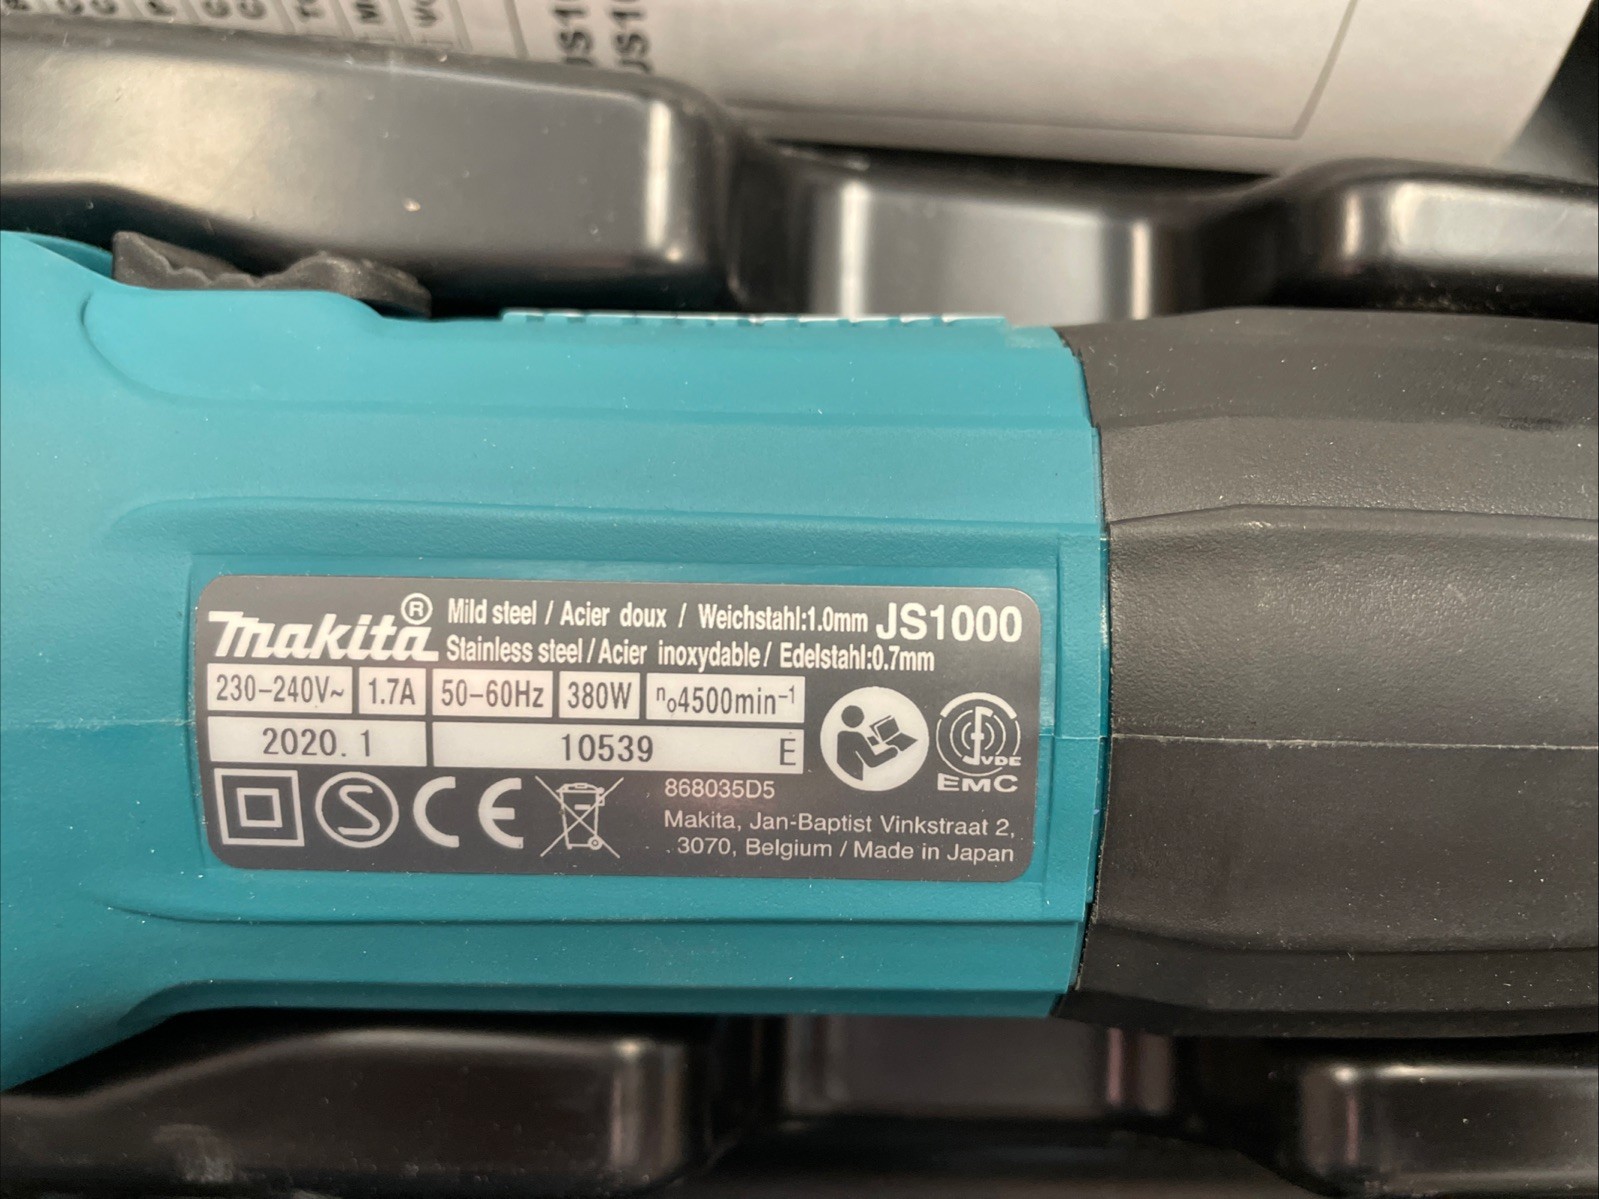 makita® Mild steel / Acier doux / Weichstahl:1.0mm JS1000
Stainless steel / Acier inoxydable / Edelstahl:0.7mm
230-240V~ 1.7A 50-60Hz 380W n₀4500min⁻¹
2020. 1 10539 E
VDE
EMC
S CE
868035D5
Makita, Jan-Baptist Vinkstraat 2,
3070, Belgium / Made in Japan